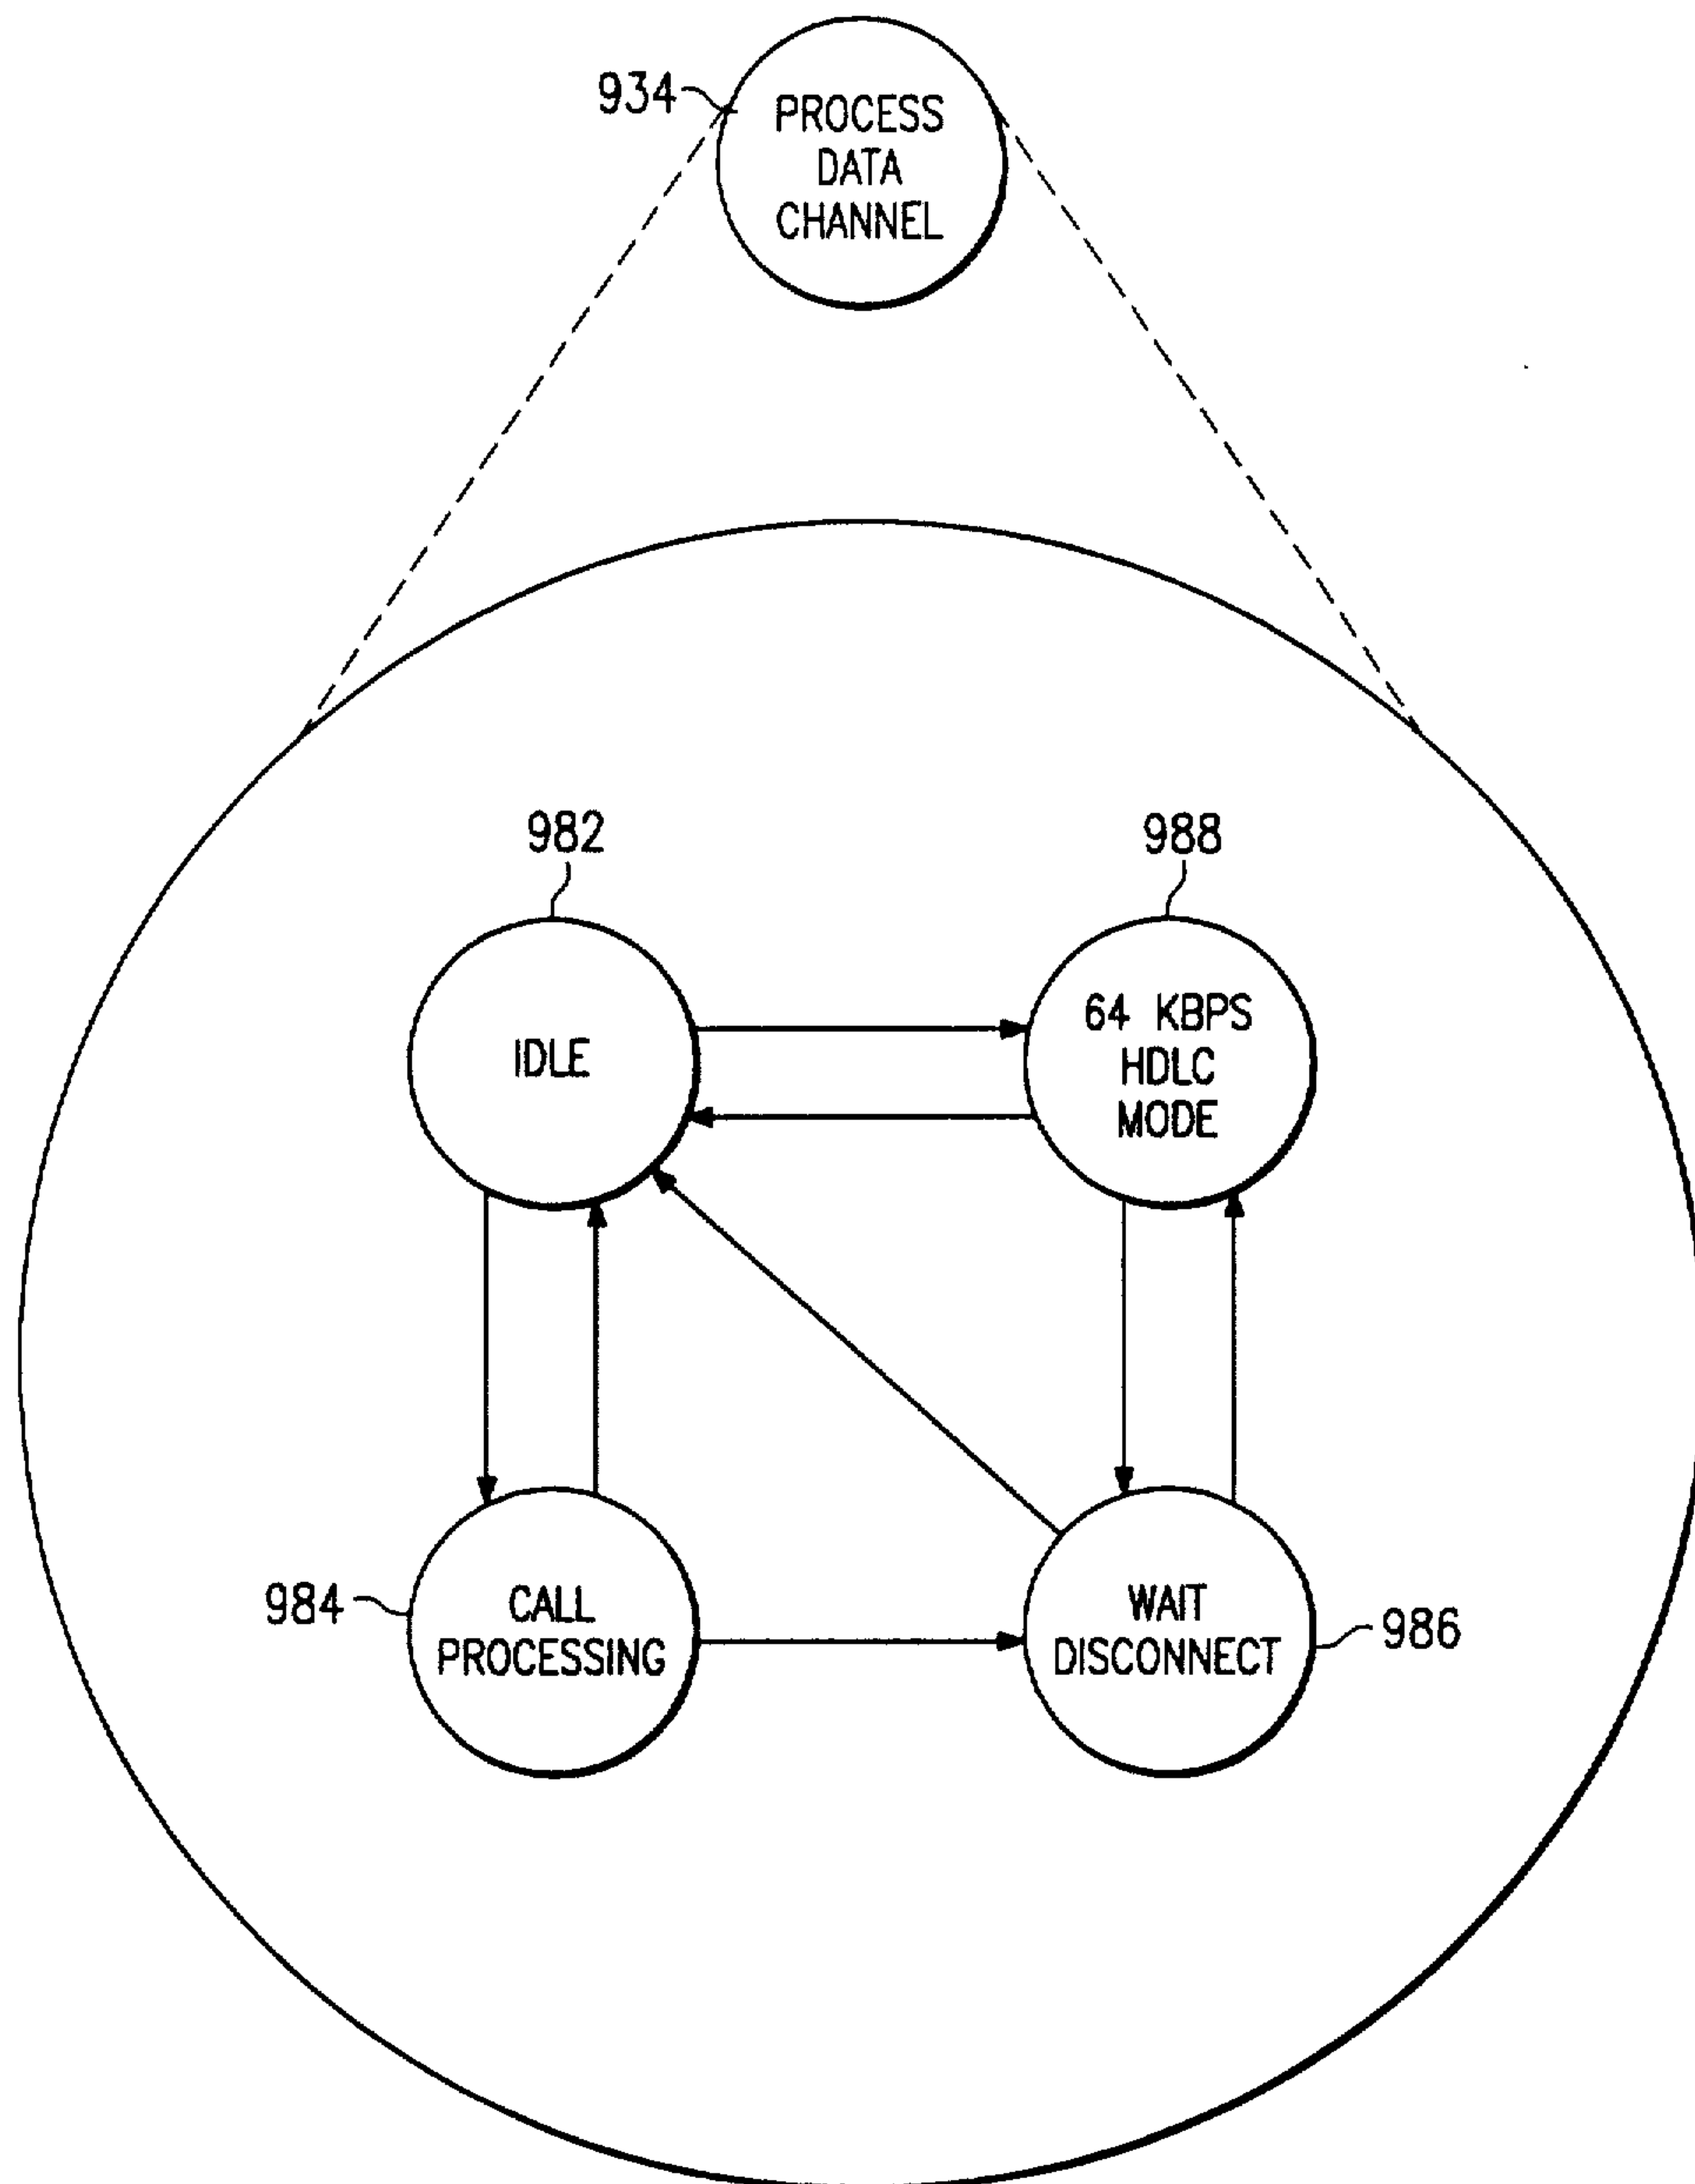 934
PROCESS
DATA
CHANNEL
982
988
IDLE
64 KBPS
HDLC
MODE
984
CALL
PROCESSING
WAIT
DISCONNECT
986